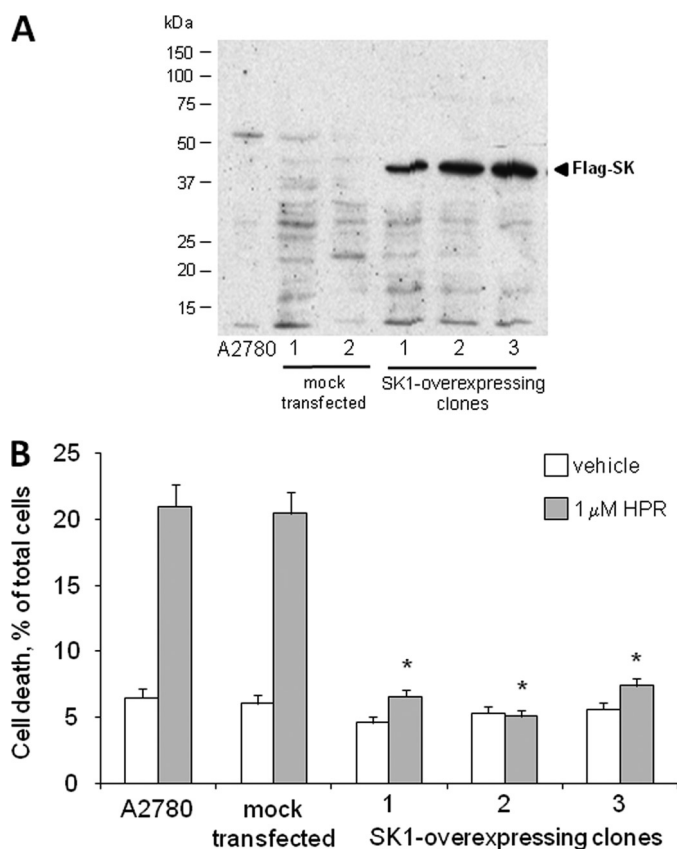 A
kDa
150
100
75
50
37
25
20
15
Flag-SK
A2780 1 2 1 2 3
mock transfected
SK1-overexpressing clones
B
Cell death, % of total cells
25
20
15
10
5
0
vehicle
1 µM HPR
* * *
A2780 mock transfected 1 2 3
SK1-overexpressing clones